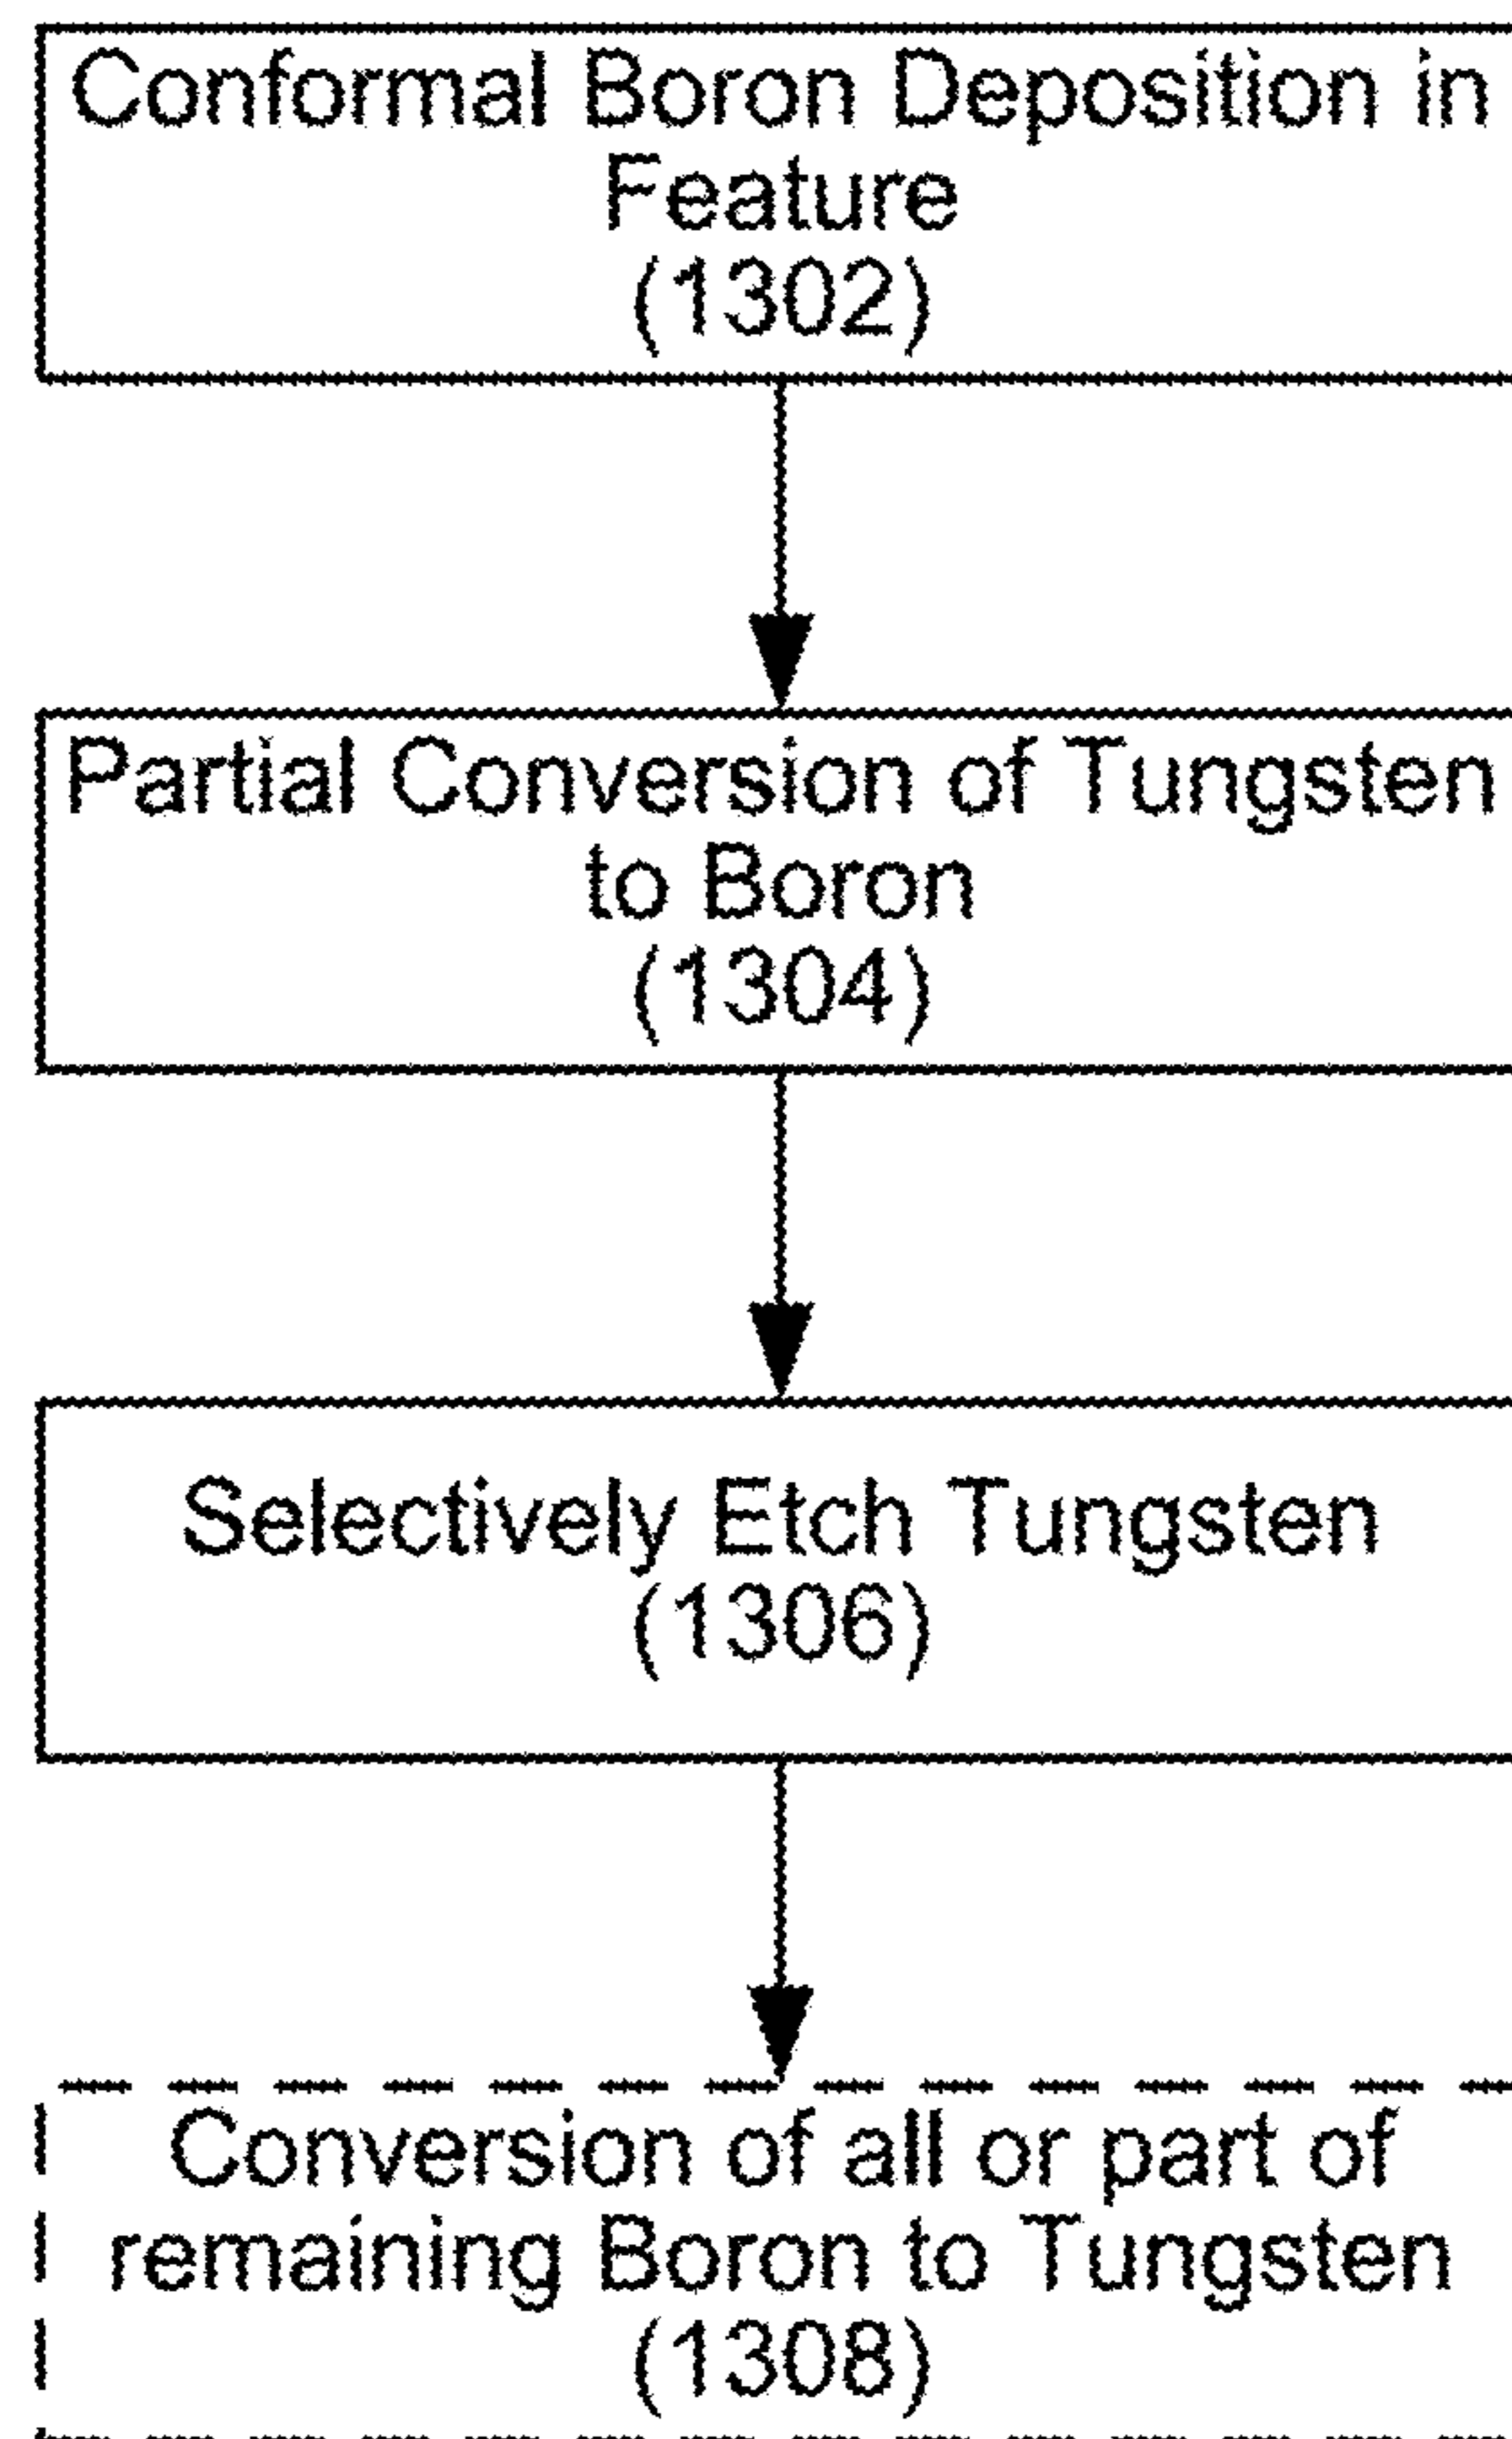 Conformal Boron Deposition in
Feature
(1302)
Partial Conversion of Tungsten
to Boron
(1304)
Selectively Etch Tungsten
(1306)
Conversion of all or part of
remaining Boron to Tungsten
(1308)